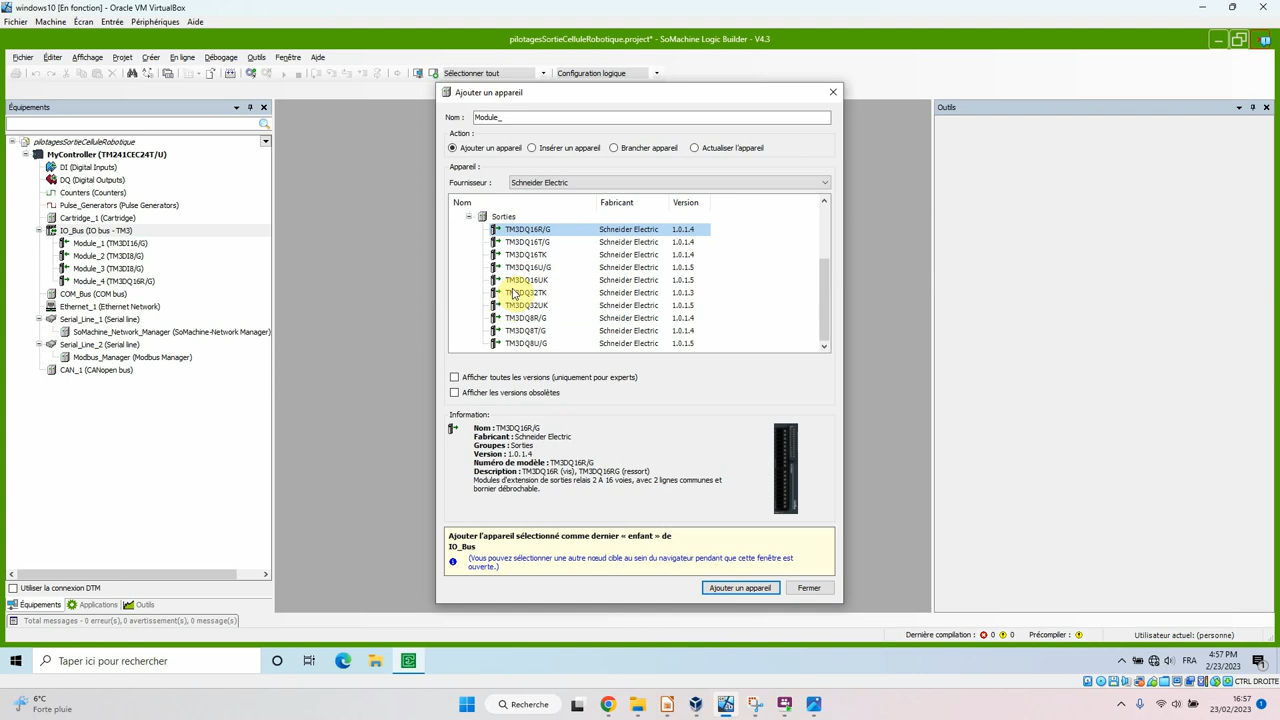 windows10 [En fonction] - Oracle VM VirtualBox
Fichier Machine Écran Entrée Périphériques Aide
pilotagesSortieCelluleRobotique.project* - SoMachine Logic Builder - V4.3
Fichier Éditer Affichage Projet Créer En ligne Debogage Outils Fenêtre Aide
Sélectionner tout Configuration logique
Équipements
pilotagesSortieCelluleRobotique
MyController (TM241CEC24T/U)
DI (Digital Inputs)
DQ (Digital Outputs)
Counters (Counters)
Pulse_Generators (Pulse Generators)
Cartridge_1 (Cartridge)
IO_Bus (IO bus - TM3)
Module_1 (TM3DI16/G)
Module_2 (TM3DI8/G)
Module_3 (TM3DI8/G)
Module_4 (TM3DQ16R/G)
COM_Bus (COM bus)
Ethernet_1 (Ethernet Network)
Serial_Line_1 (Serial line)
SoMachine_Network_Manager (SoMachine-Network Manager)
Serial_Line_2 (Serial line)
Modbus_Manager (Modbus Manager)
CAN_1 (CANopen bus)
Utiliser la connexion DTM
Équipements Applications Outils
Total messages - 0 erreur(s), 0 avertissement(s), 0 message(s)
Ajouter un appareil
Nom : Module_
Action :
Ajouter un appareil Insérer un appareil Brancher appareil Actualiser l'appareil
Appareil :
Fournisseur : Schneider Electric
Nom Fabricant Version
Sorties
TM3DQ16R/G Schneider Electric 1.0.1.4
TM3DQ16T/G Schneider Electric 1.0.1.4
TM3DQ16TK Schneider Electric 1.0.1.4
TM3DQ16U/G Schneider Electric 1.0.1.5
TM3DQ16UK Schneider Electric 1.0.1.5
TM3DQ32TK Schneider Electric 1.0.1.3
TM3DQ32UK Schneider Electric 1.0.1.5
TM3DQ8R/G Schneider Electric 1.0.1.4
TM3DQ8T/G Schneider Electric 1.0.1.4
TM3DQ8U/G Schneider Electric 1.0.1.5
Afficher toutes les versions (uniquement pour experts)
Afficher les versions obsolètes
Information:
Nom : TM3DQ16R/G
Fabricant : Schneider Electric
Groupes : Sorties
Version : 1.0.1.4
Numéro de modèle : TM3DQ16R/G
Description : TM3DQ16R (vis), TM3DQ16RG (ressort)
Modules d'extension de sorties relais 2 A 16 voies, avec 2 lignes communes et
bornier débrochable.
Ajouter l'appareil sélectionné comme dernier « enfant » de
IO_Bus
(Vous pouvez sélectionner une autre nœud cible au sein du navigateur pendant que cette fenêtre est
ouverte.)
Ajouter un appareil Fermer
Outils
Dernière compilation : 0 0 Précompiler : Utilisateur actuel: (personne)
Taper ici pour rechercher
FRA
4:57 PM
2/23/2023
CTRL DROITE
6°C
Forte pluie
Recherche
16:57
23/02/2023